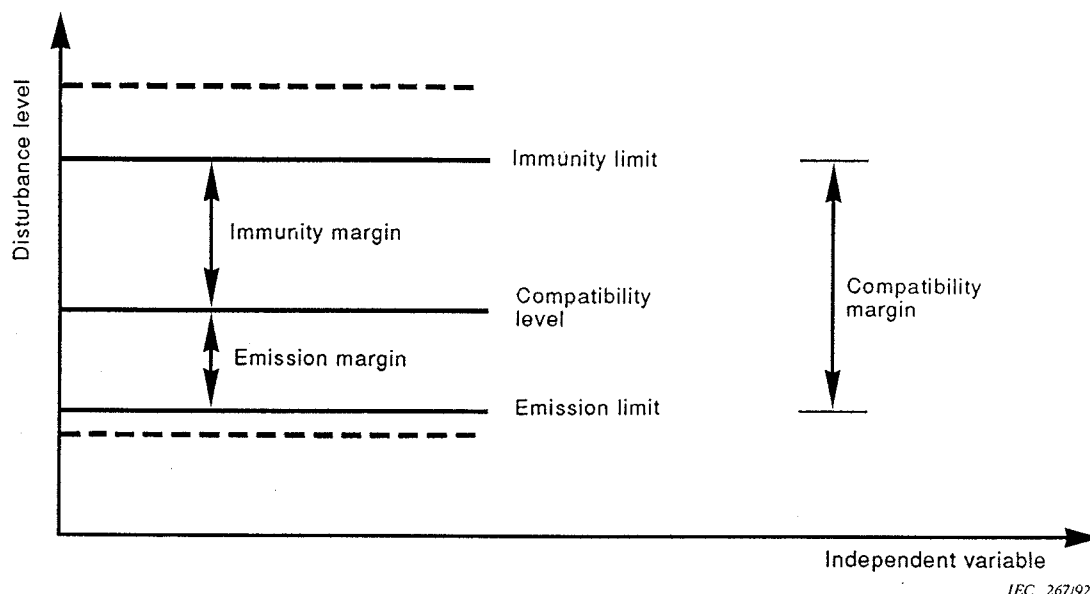 Disturbance level
Immunity limit
Immunity margin
Compatibility
level
Compatibility
margin
Emission margin
Emission limit
Independent variable
IEC 267/92